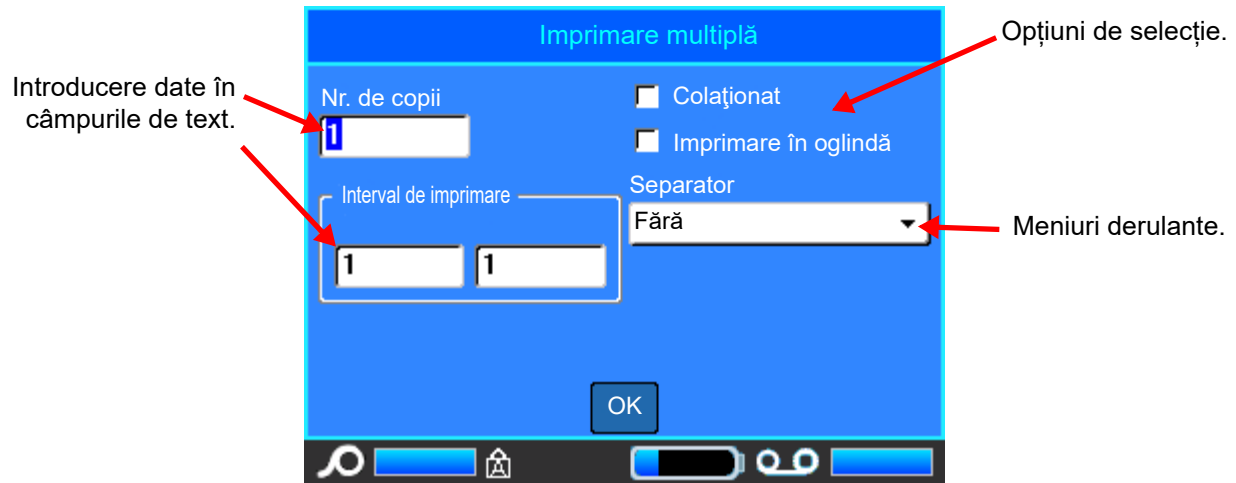 Imprimare multiplă
Opțiuni de selecție.
Introducere date în
câmpurile de text.
Nr. de copii
1
Colaţionat
Imprimare în oglindă
Interval de imprimare
1 1
Separator
Fără
Meniuri derulante.
OK
A